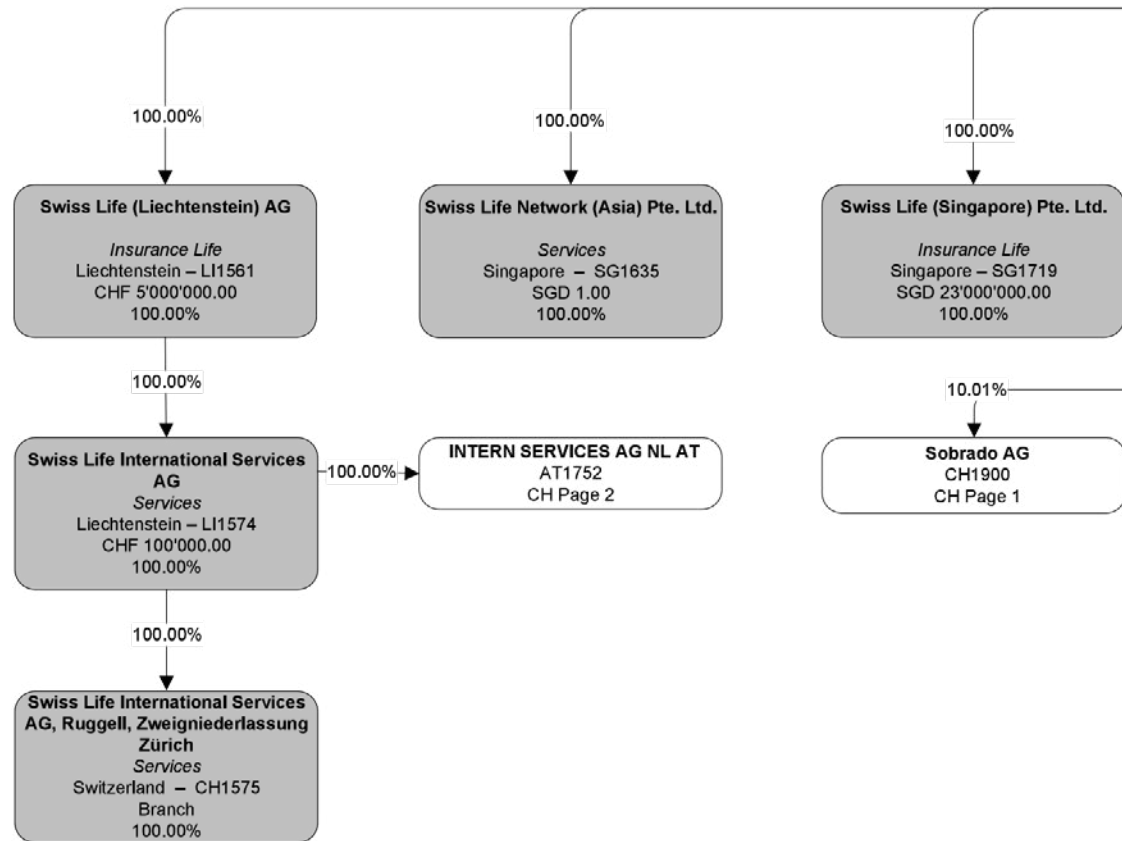 100.00%
100.00%
100.00%
Swiss Life (Liechtenstein) AG
Insurance Life
Liechtenstein – LI1561
CHF 5'000'000.00
100.00%
Swiss Life Network (Asia) Pte. Ltd.
Services
Singapore – SG1635
SGD 1.00
100.00%
Swiss Life (Singapore) Pte. Ltd.
Insurance Life
Singapore – SG1719
SGD 23'000'000.00
100.00%
100.00%
10.01%
Swiss Life International Services
AG
Services
Liechtenstein – LI1574
CHF 100'000.00
100.00%
100.00%
INTERN SERVICES AG NL AT
AT1752
CH Page 2
Sobrado AG
CH1900
CH Page 1
100.00%
Swiss Life International Services
AG, Ruggell, Zweigniederlassung
Zürich
Services
Switzerland – CH1575
Branch
100.00%